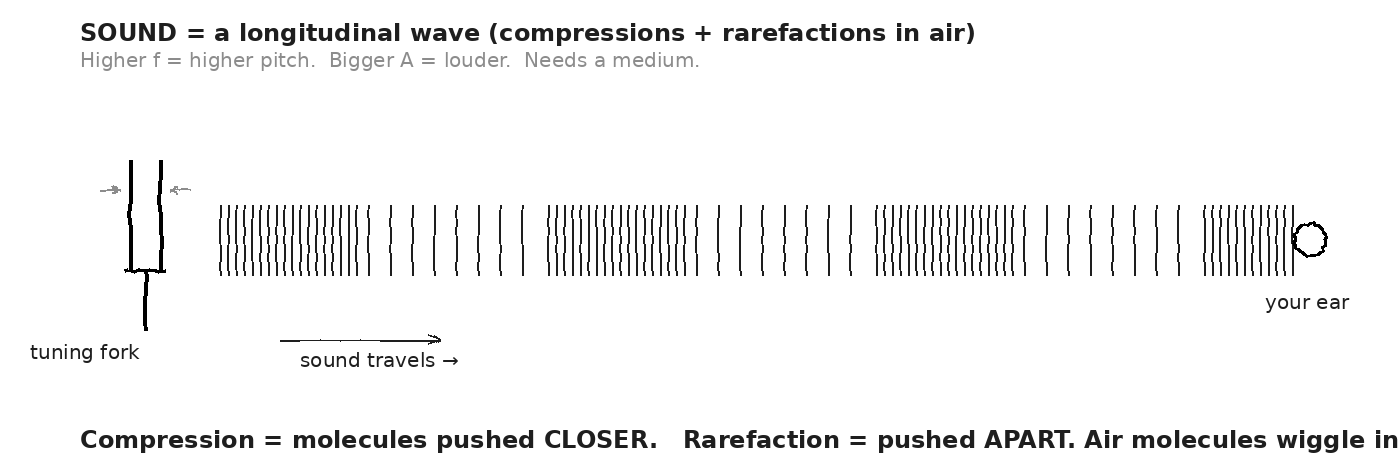 SOUND = a longitudinal wave (compressions + rarefactions in air)
Higher f = higher pitch.  Bigger A = louder.  Needs a medium.
your ear
tuning fork
sound travels →
Compression = molecules pushed CLOSER.   Rarefaction = pushed APART. Air molecules wiggle in